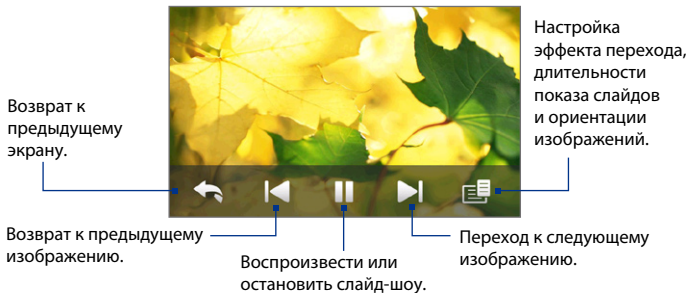 Настройка
эффекта перехода,
длительности
показа слайдов
и ориентации
изображений.
Возврат к
предыдущему
экрану.
Возврат к предыдущему
изображению.
Воспроизвести или
остановить слайд-шоу.
Переход к следующему
изображению.